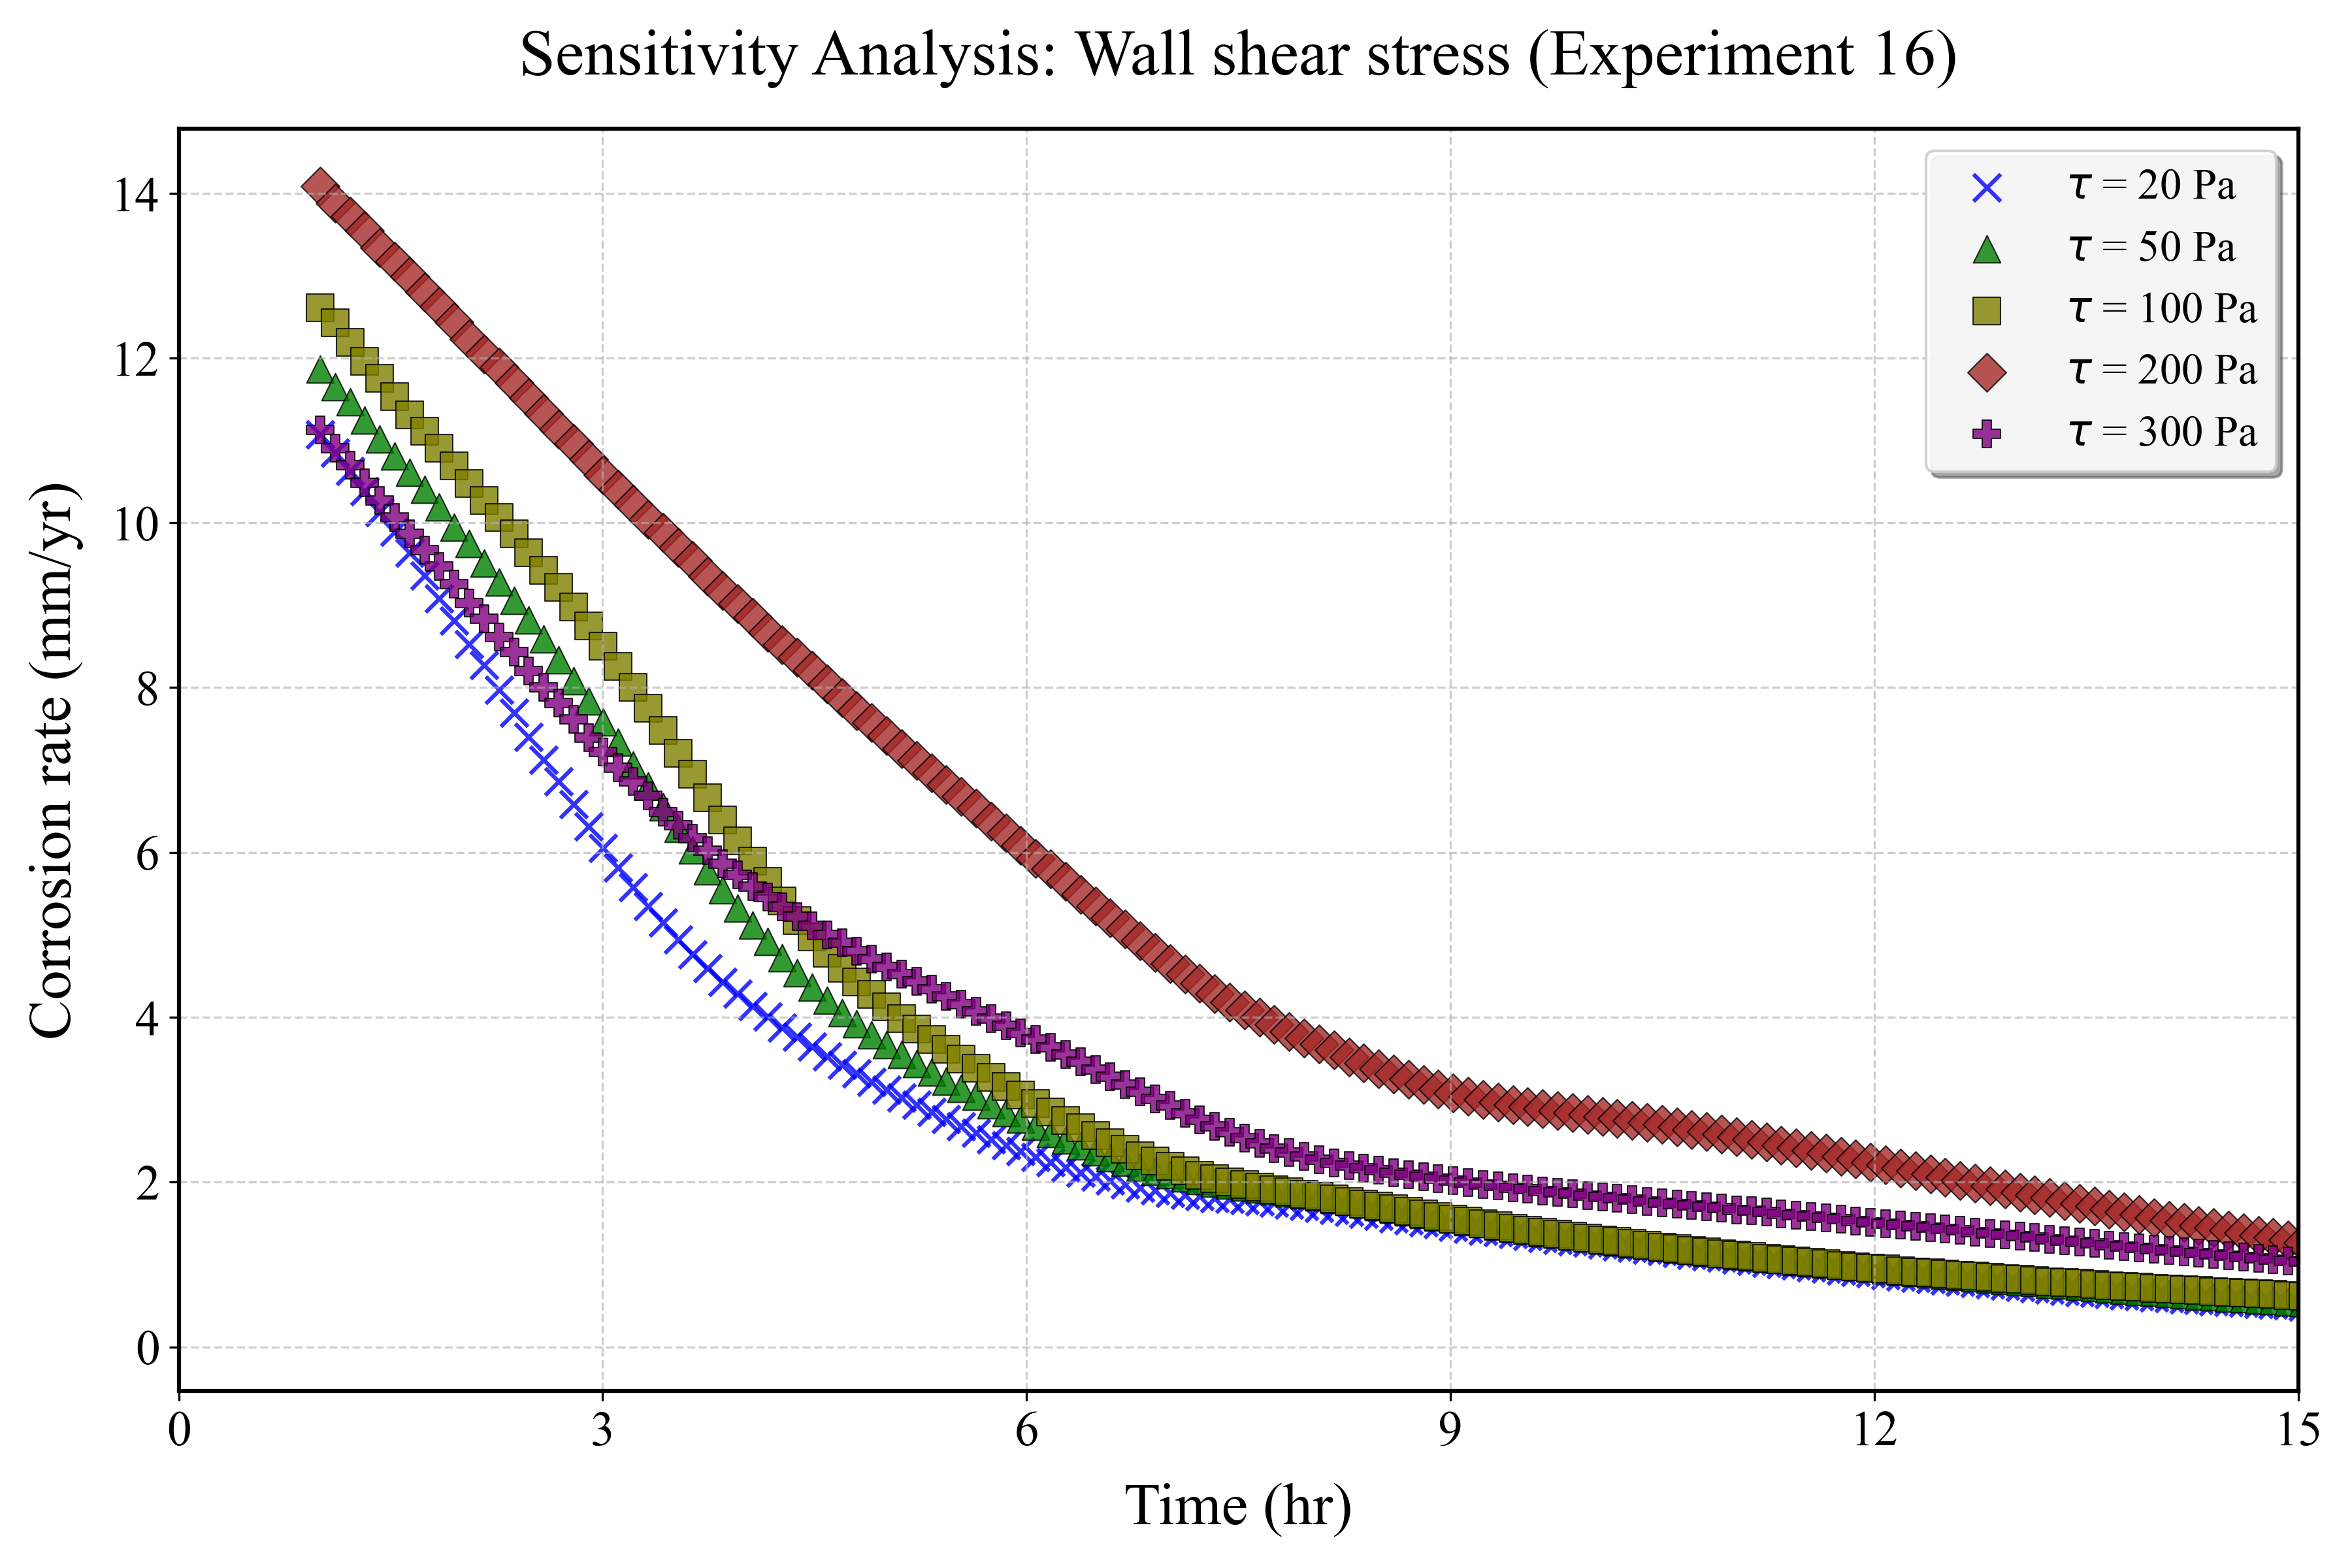 Sensitivity Analysis: Wall shear stress (Experiment 16)
τ = 20 Pa
τ = 50 Pa
τ = 100 Pa
τ = 200 Pa
τ = 300 Pa
Corrosion rate (mm/yr)
14
12
10
8
6
4
2
0
0 3 6 9 12 15
Time (hr)